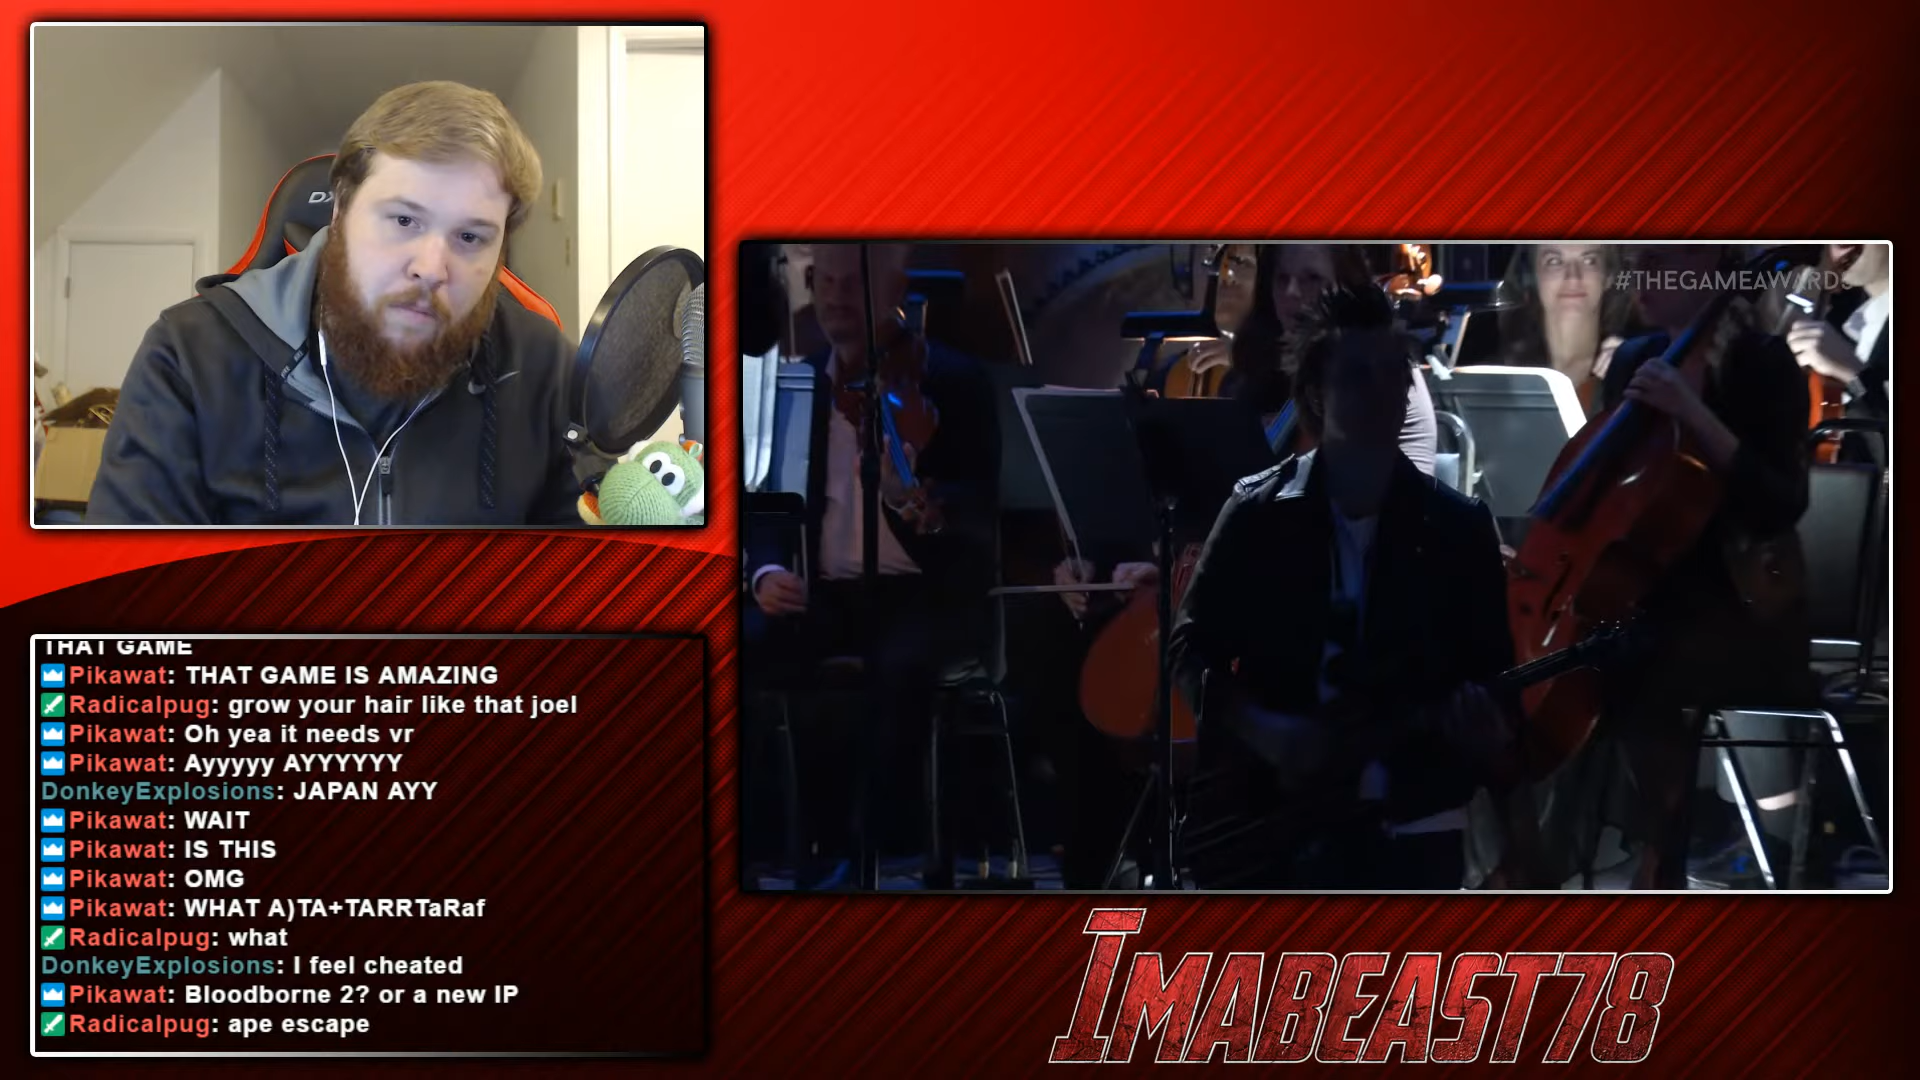 DX
#THEGAMEAWARDS
THAT GAME
Pikawat: THAT GAME IS AMAZING
Radicalpug: grow your hair like that joel
Pikawat: Oh yea it needs vr
Pikawat: Ayyyyy AYYYYYY
DonkeyExplosions: JAPAN AYY
Pikawat: WAIT
Pikawat: IS THIS
Pikawat: OMG
Pikawat: WHAT A)TA+TARRTaRaf
Radicalpug: what
DonkeyExplosions: I feel cheated
Pikawat: Bloodborne 2? or a new IP
Radicalpug: ape escape
IMABEAST78